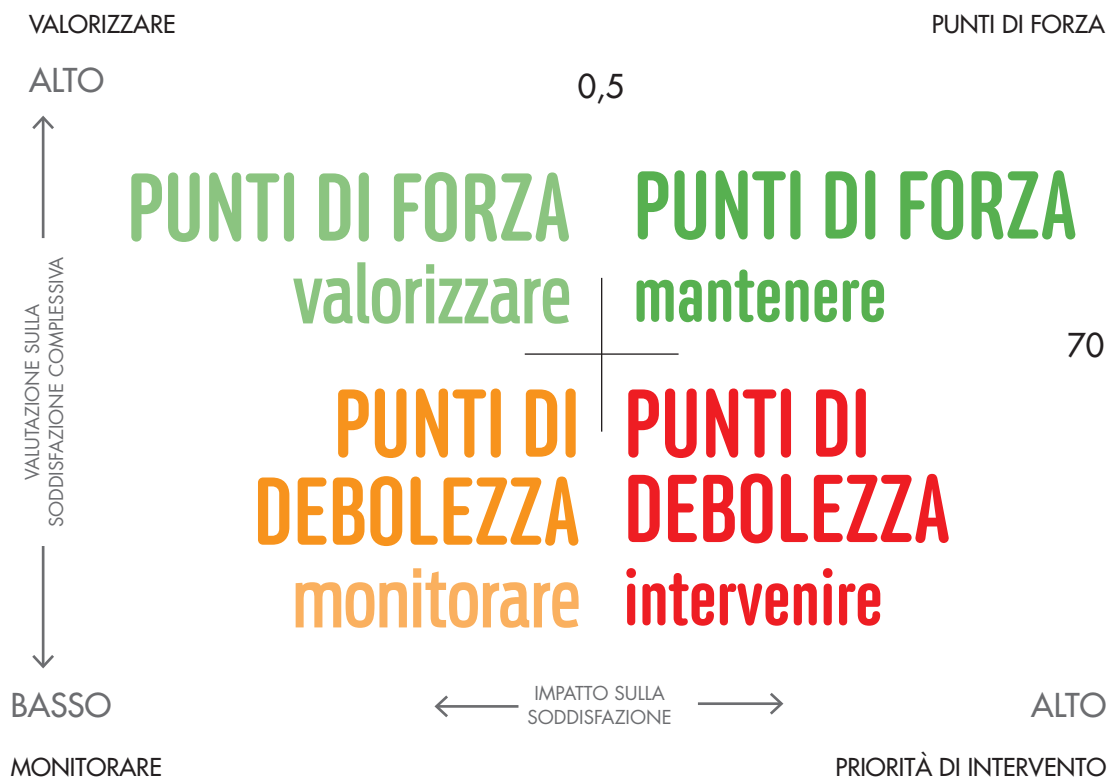 VALORIZZARE
PUNTI DI FORZA
ALTO
0,5
PUNTI DI FORZA
valorizzare
PUNTI DI FORZA
mantenere
VALUTAZIONE SULLA
SODDISFAZIONE COMPLESSIVA
70
PUNTI DI
DEBOLEZZA
monitorare
PUNTI DI
DEBOLEZZA
intervenire
BASSO
IMPATTO SULLA
SODDISFAZIONE
ALTO
MONITORARE
PRIORITÀ DI INTERVENTO